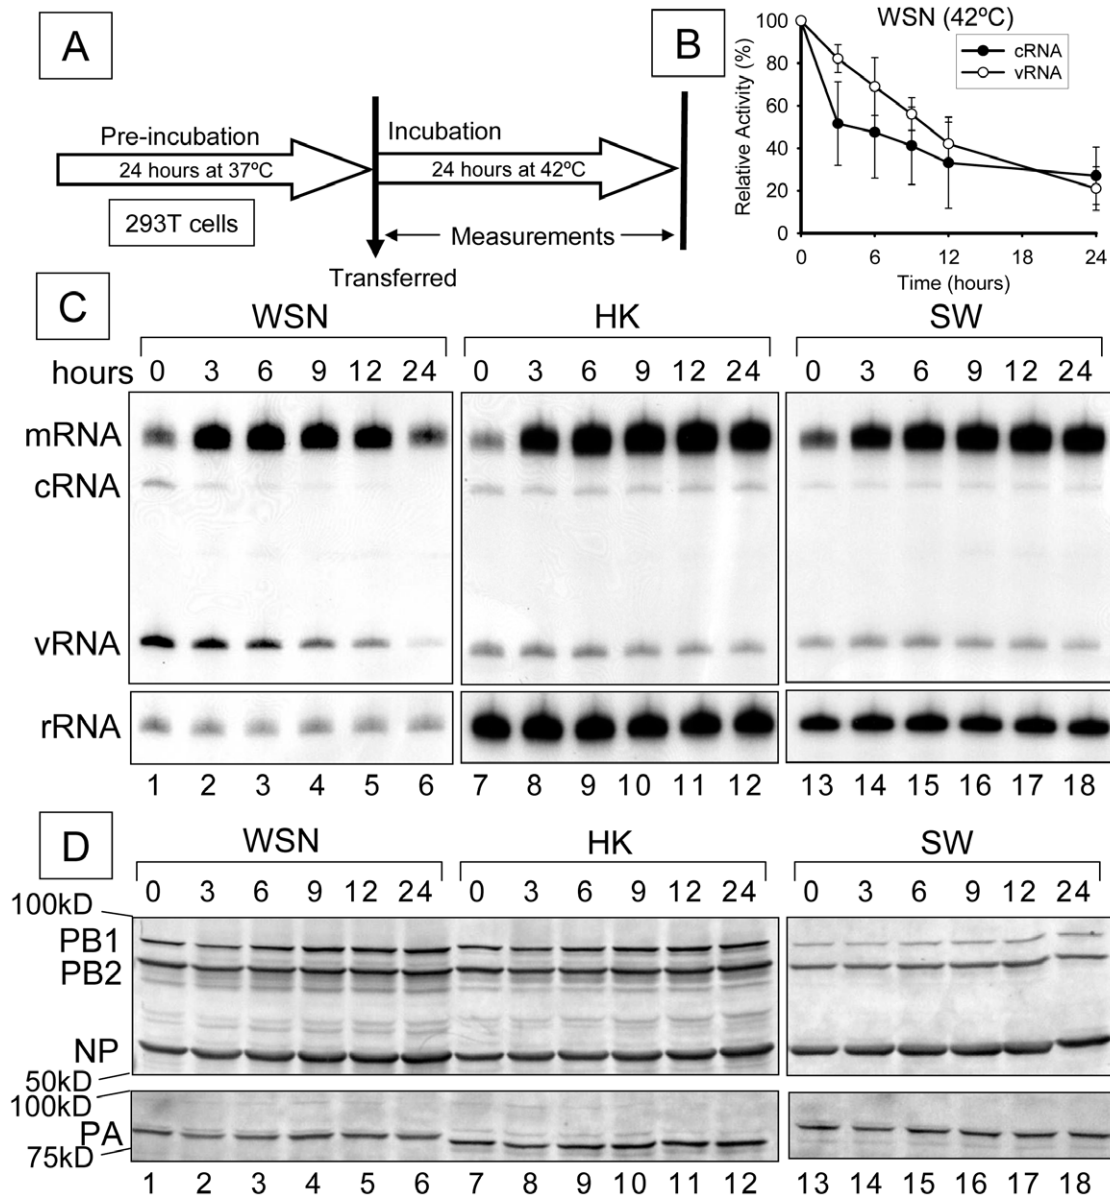 A
Pre-incubation
24 hours at 37ºC
293T cells
Incubation
24 hours at 42ºC
Measurements
Transferred
B
WSN (42ºC)
cRNA
vRNA
Relative Activity (%)
100
80
60
40
20
0
0 6 12 18 24
Time (hours)
C
WSN HK SW
hours 0 3 6 9 12 24 0 3 6 9 12 24 0 3 6 9 12 24
mRNA
cRNA
vRNA
rRNA
1 2 3 4 5 6 7 8 9 10 11 12 13 14 15 16 17 18
D
WSN HK SW
0 3 6 9 12 24 0 3 6 9 12 24 0 3 6 9 12 24
100kD
PB1
PB2
NP
50kD
100kD
PA
75kD
1 2 3 4 5 6 7 8 9 10 11 12 13 14 15 16 17 18